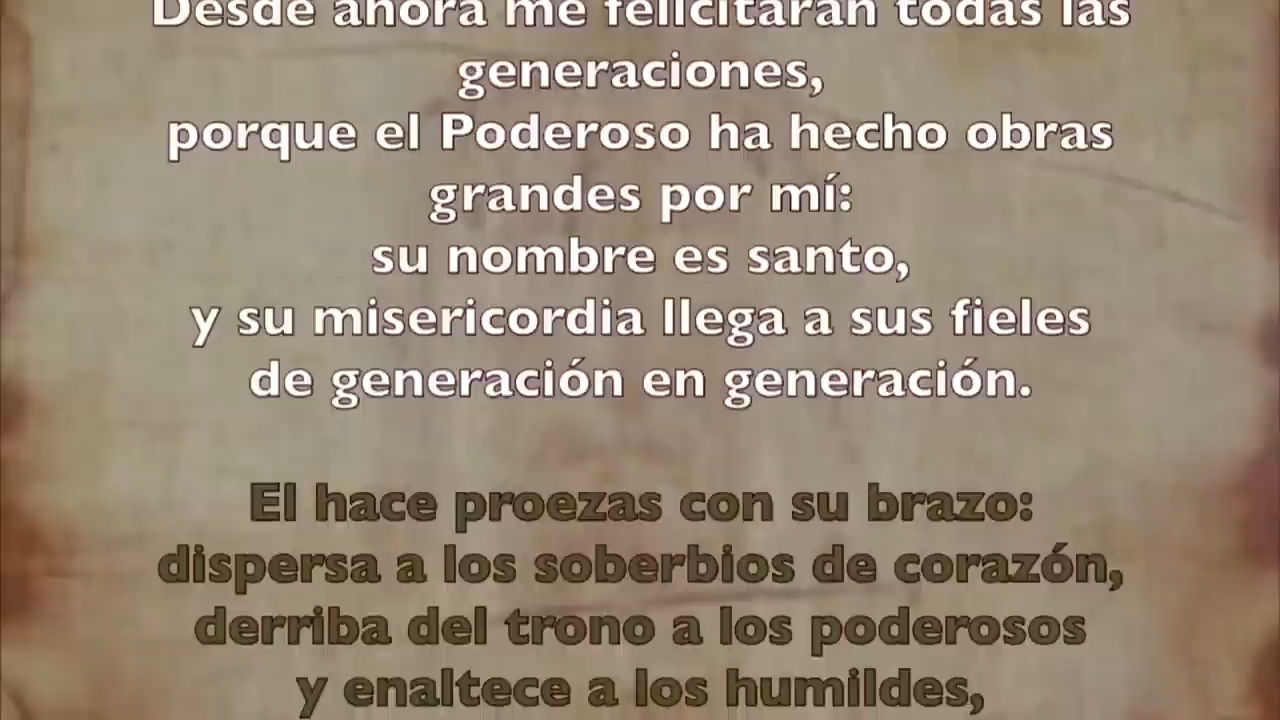 Desde ahora me felicitarán todas las
generaciones,
porque el Poderoso ha hecho obras
grandes por mí:
su nombre es santo,
y su misericordia llega a sus fieles
de generación en generación.
El hace proezas con su brazo:
dispersa a los soberbios de corazón,
derriba del trono a los poderosos
y enaltece a los humildes,